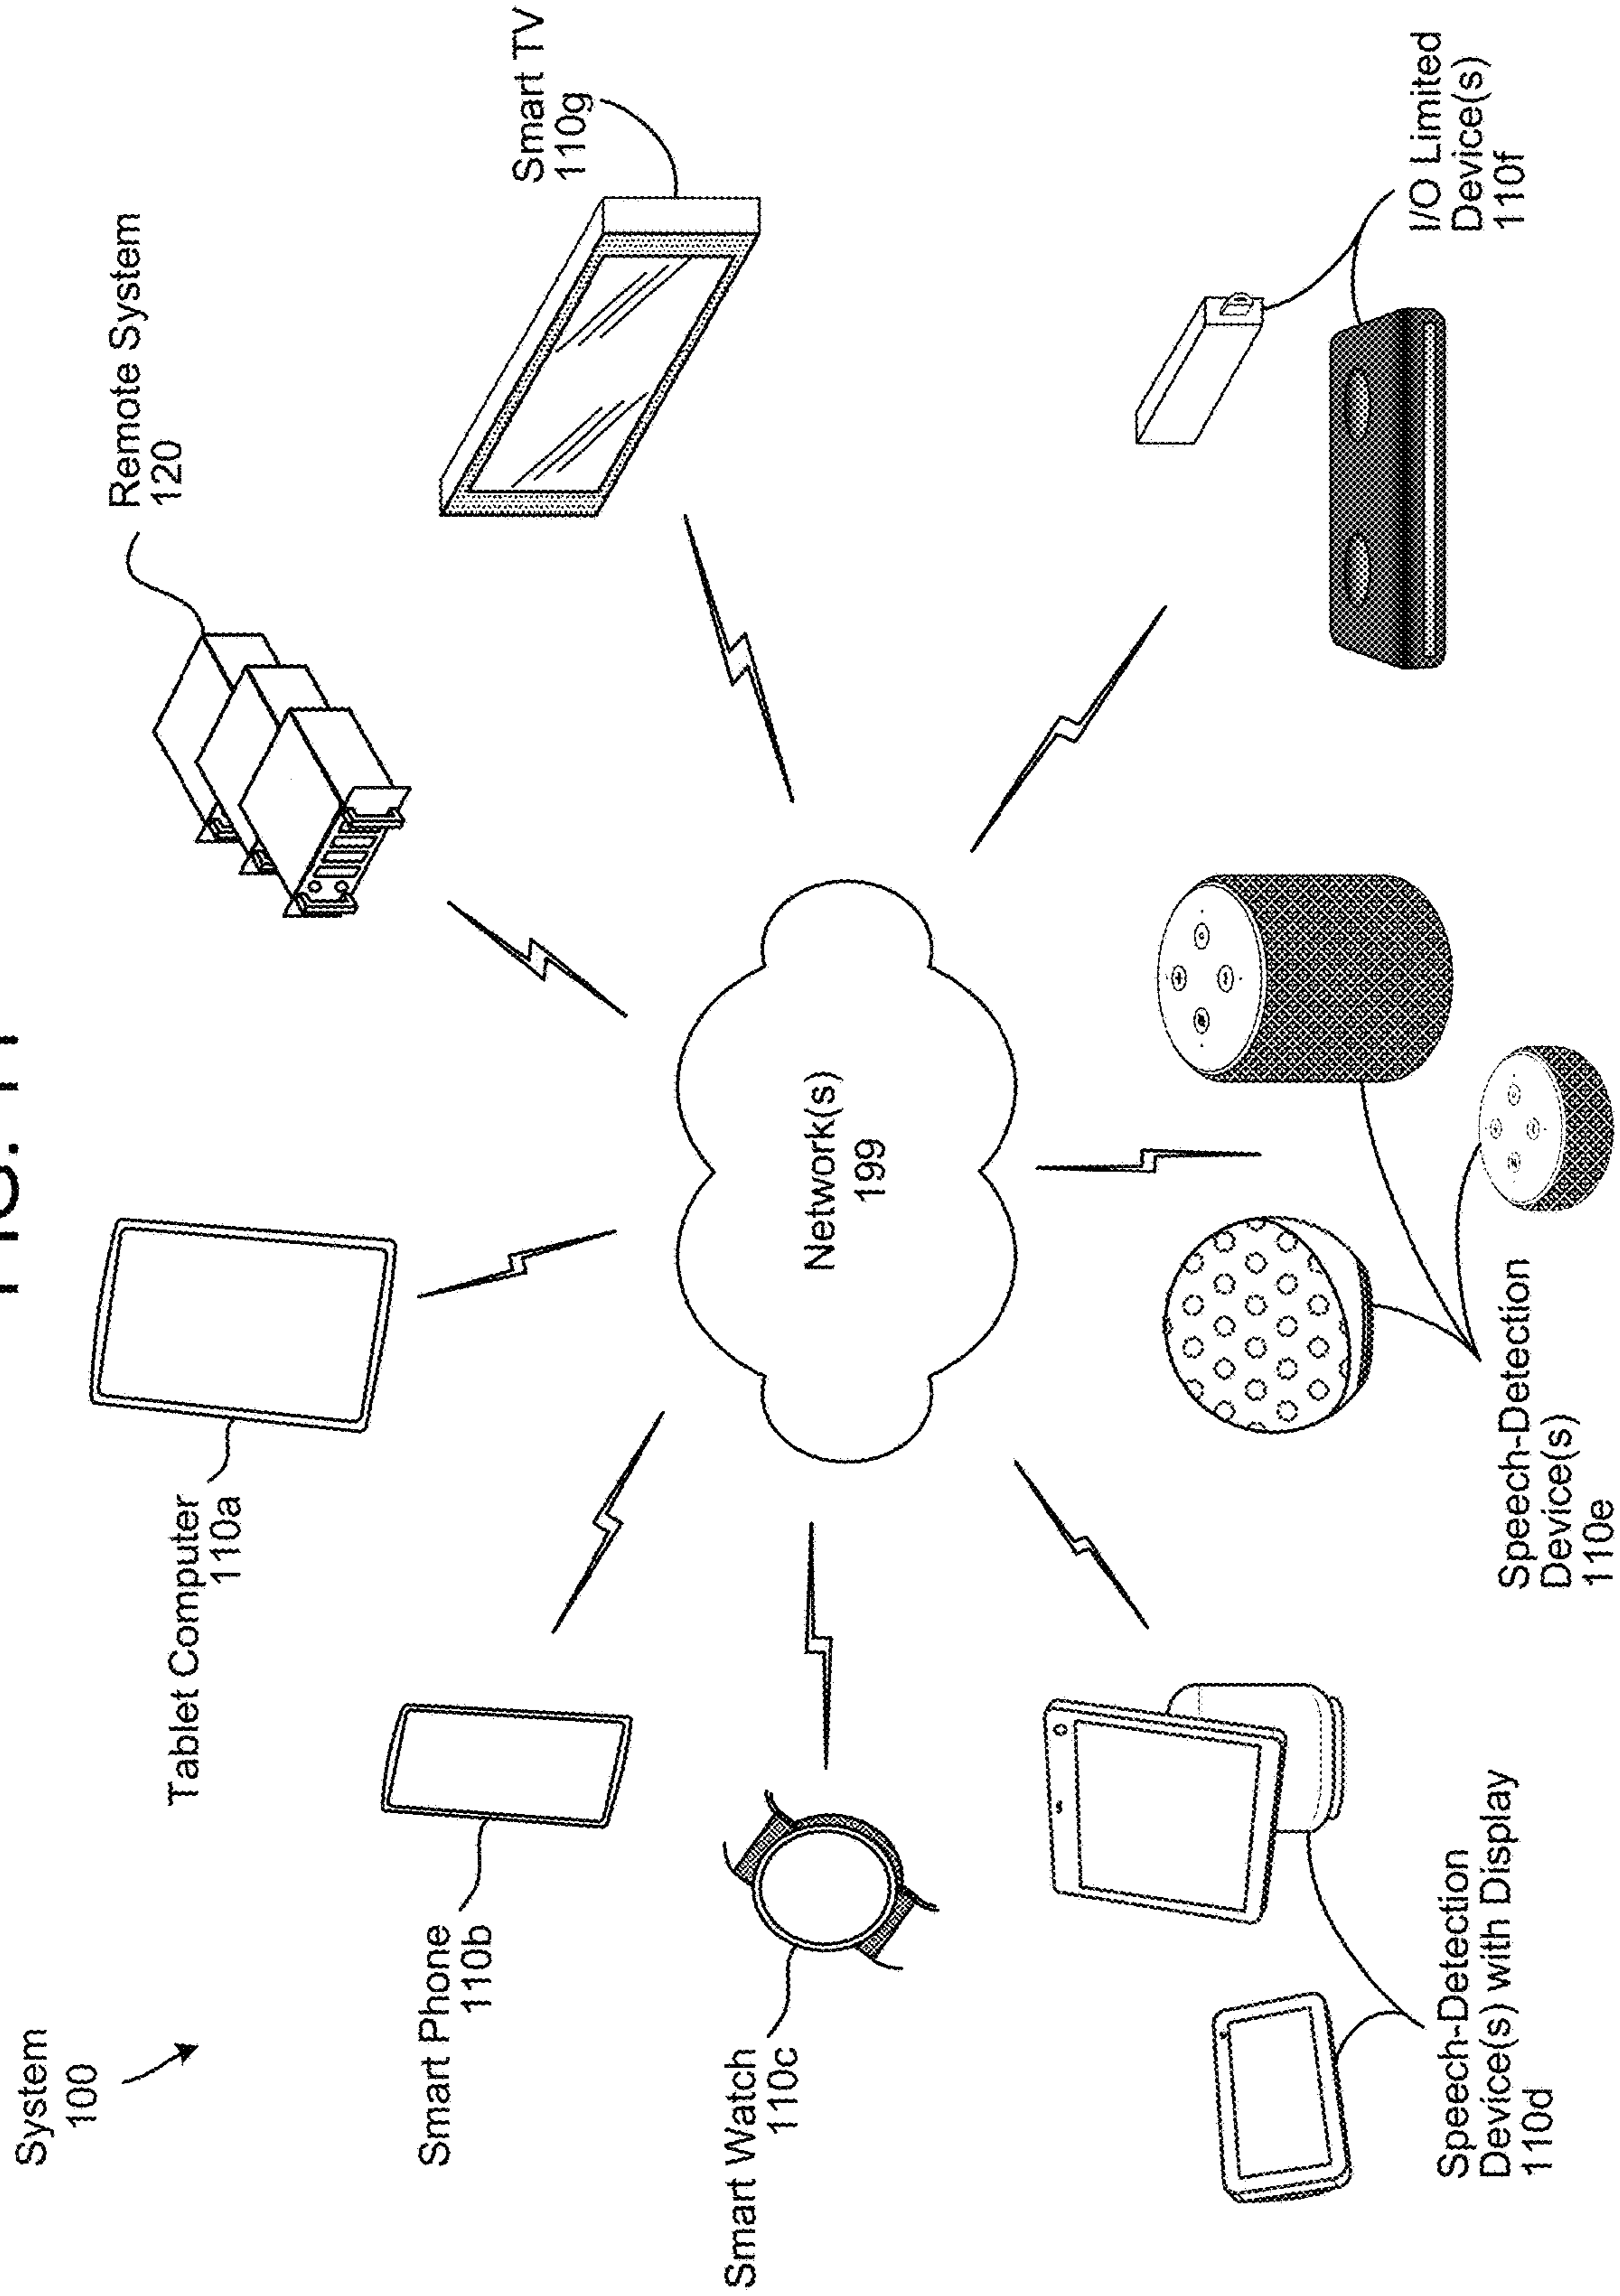 System
100
Remote System
120
Tablet Computer
110a
Smart Phone
110b
Smart TV
110g
Smart Watch
110c
Network(s)
199
I/O Limited
Device(s)
110f
Speech-Detection
Device(s) with Display
110d
Speech-Detection
Device(s)
110e